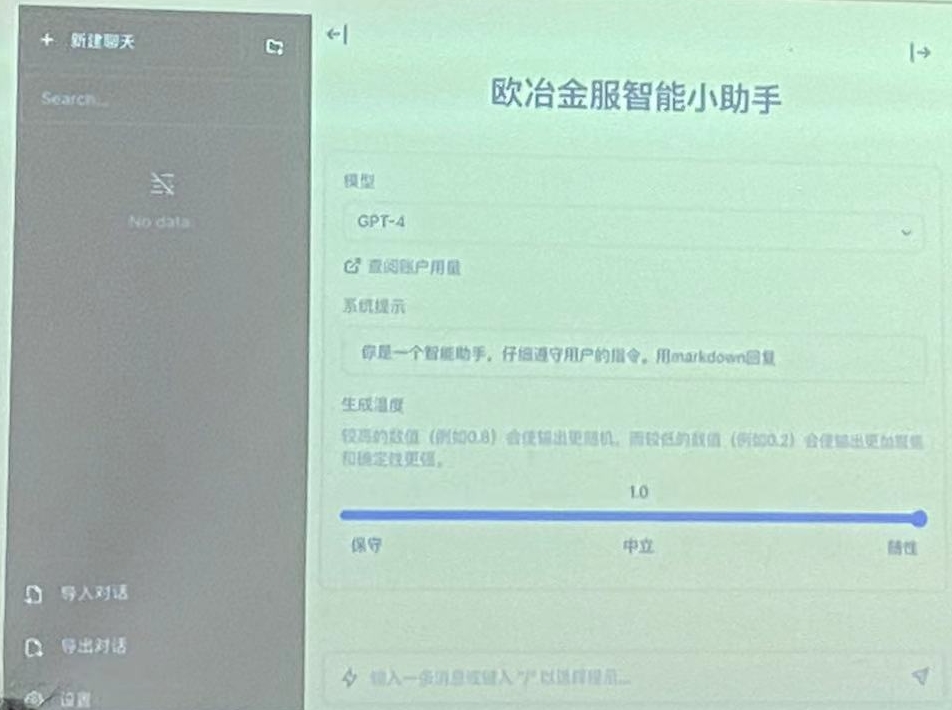 新建聊天
Search...
No data
导入对话
导出对话
设置
欧冶金服智能小助手
模型
GPT-4
查阅账户用量
系统提示
你是一个智能助手，仔细遵守用户的指令。用markdown回复
生成温度
较高的数值（例如0.8）会使输出更随机，而较低的数值（例如0.2）会使输出更加聚焦
和确定性更强。
1.0
保守 中立 随性
键入一条消息或键入 "/" 以选择提示...